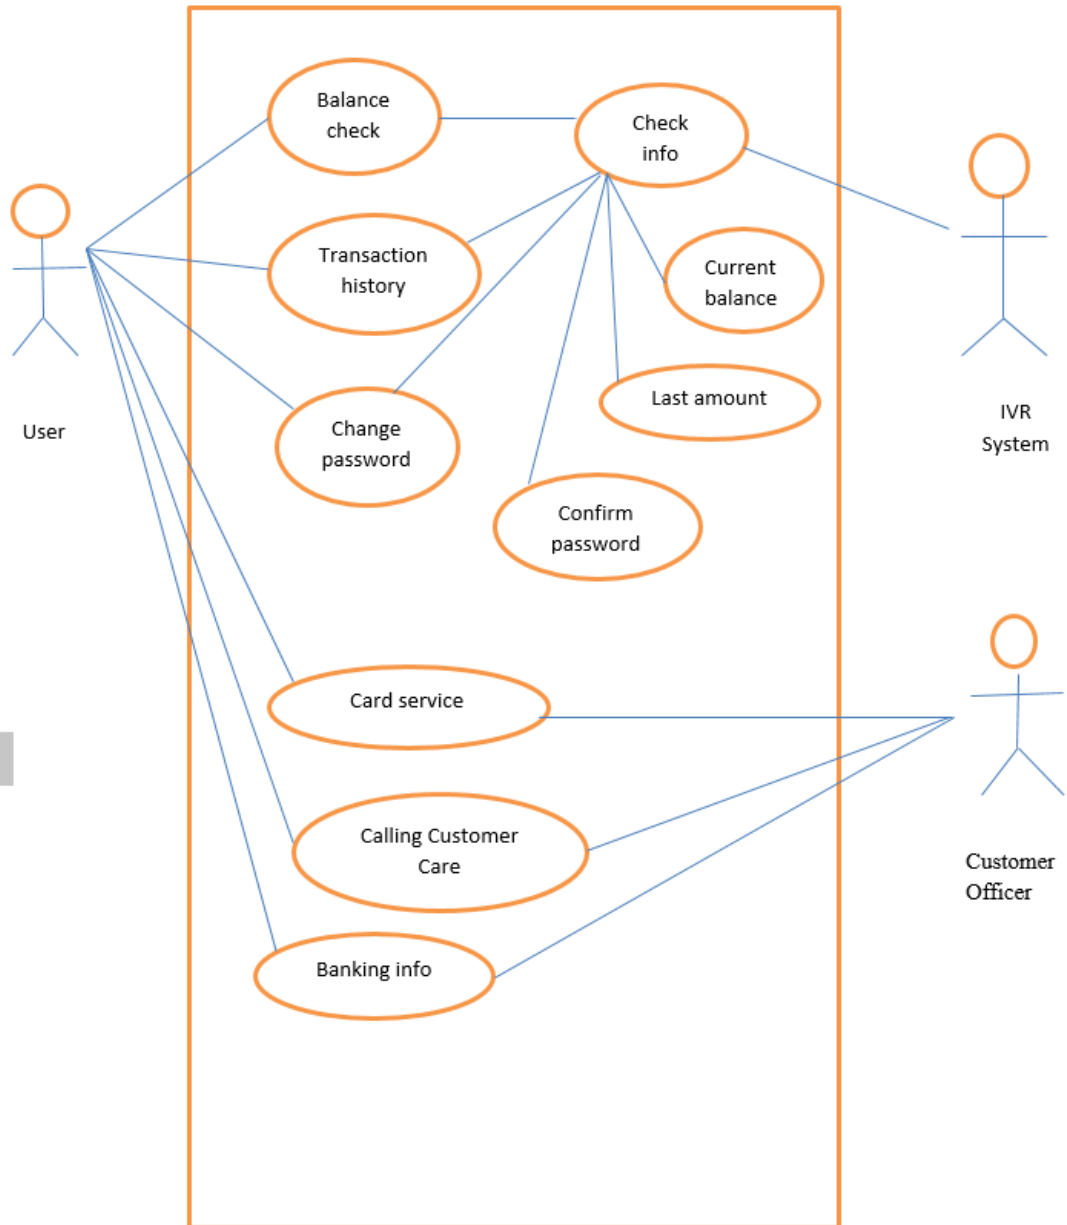 Balance
check
Check
info
Transaction
history
Current
balance
Last amount
Change
password
User
IVR
System
Confirm
password
Card service
Calling Customer
Care
Customer
Officer
Banking info